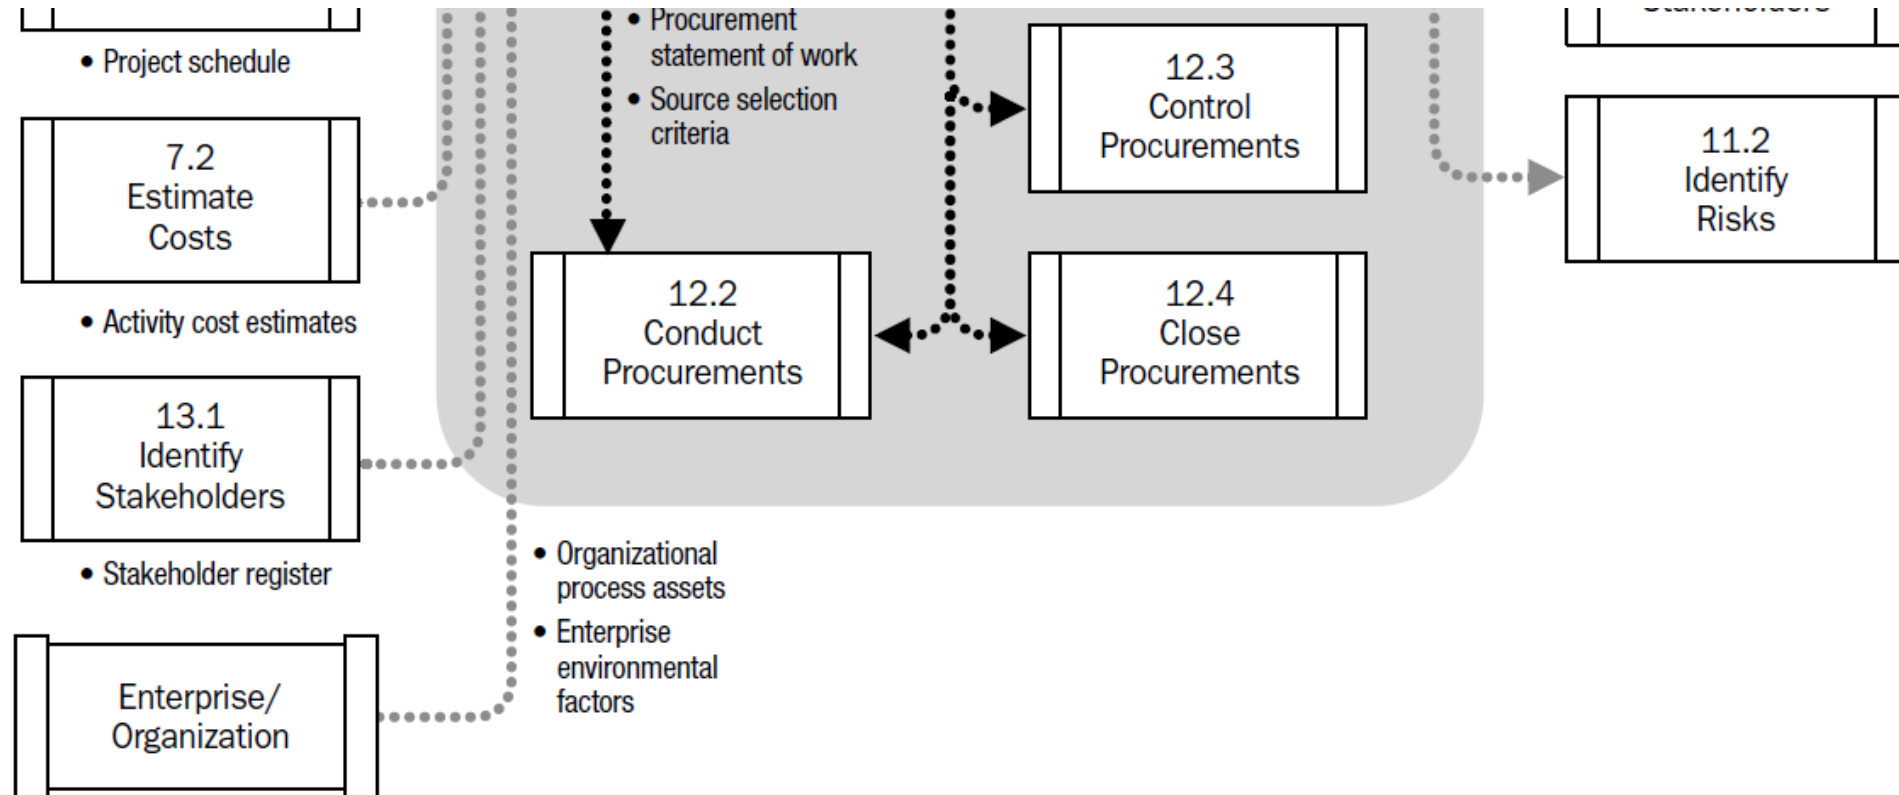 • Project schedule
7.2
Estimate
Costs
• Activity cost estimates
13.1
Identify
Stakeholders
• Stakeholder register
Enterprise/
Organization
• Procurement
statement of work
• Source selection
criteria
12.2
Conduct
Procurements
12.3
Control
Procurements
12.4
Close
Procurements
• Organizational
process assets
• Enterprise
environmental
factors
Stakeholders
11.2
Identify
Risks